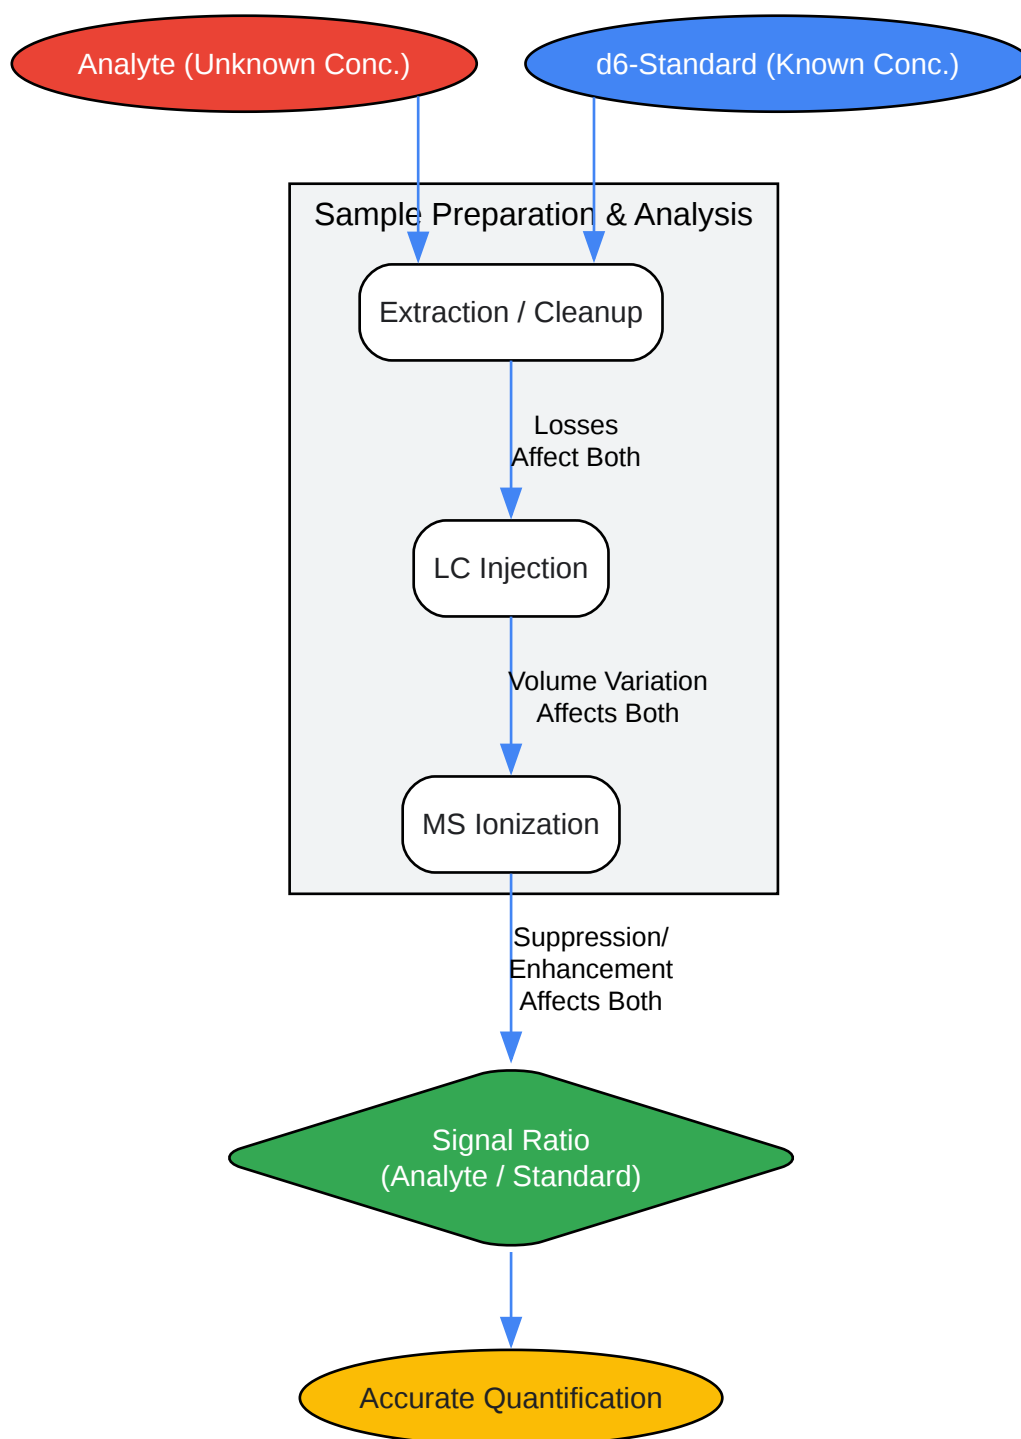 Analyte (Unknown Conc.)
d6-Standard (Known Conc.)
Sample Preparation & Analysis
Extraction / Cleanup
Losses
Affect Both
LC Injection
Volume Variation
Affects Both
MS Ionization
Suppression/
Enhancement
Affects Both
Signal Ratio
(Analyte / Standard)
Accurate Quantification